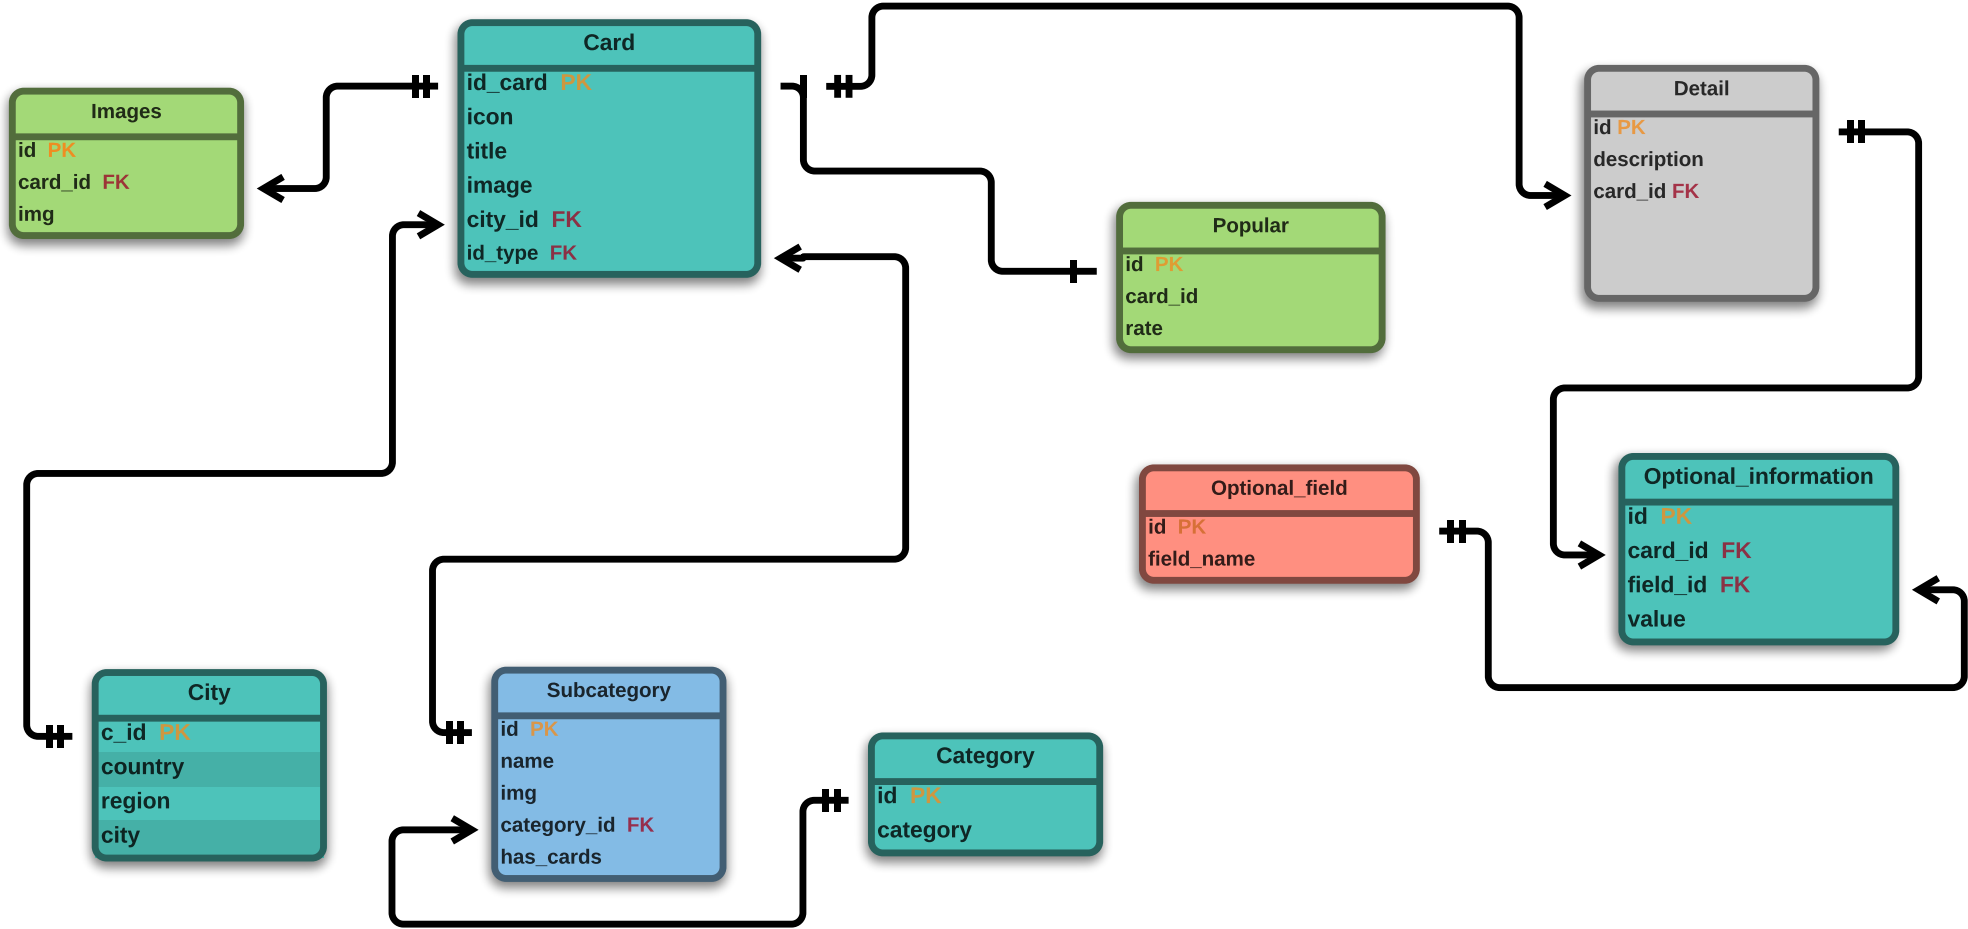 Card
id_card PK
icon
title
image
city_id FK
id_type FK
Images
id PK
card_id FK
img
Detail
id PK
description
card_id FK
Popular
id PK
card_id
rate
Optional_field
id PK
field_name
Optional_information
id PK
card_id FK
field_id FK
value
City
c_id PK
country
region
city
Subcategory
id PK
name
img
category_id FK
has_cards
Category
id PK
category